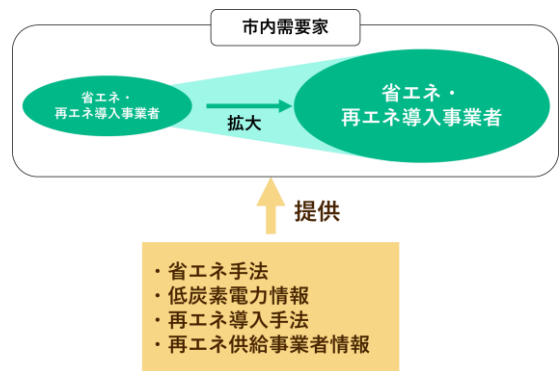 市内需要家
省エネ・
再エネ導入事業者
拡大
省エネ・
再エネ導入事業者
提供
・省エネ手法
・低炭素電力情報
・再エネ導入手法
・再エネ供給事業者情報